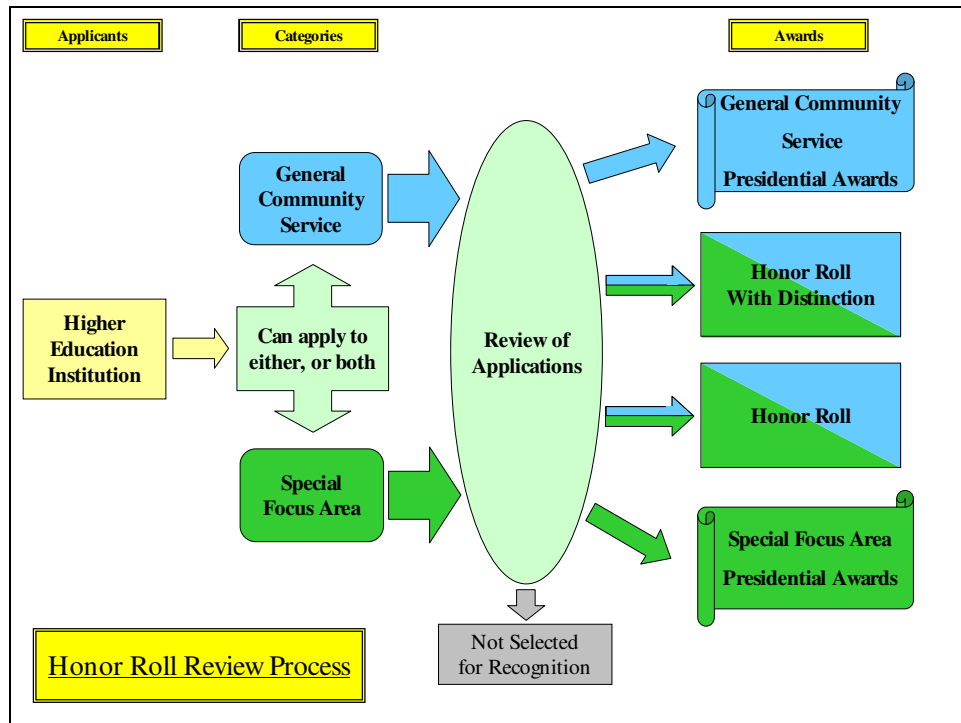 Applicants
Categories
Awards
General Community
Service
Presidential Awards
General
Community
Service
Honor Roll
With Distinction
Higher
Education
Institution
Can apply to
either, or both
Review of
Applications
Honor Roll
Special
Focus Area
Special Focus Area
Presidential Awards
Not Selected
for Recognition
Honor Roll Review Process